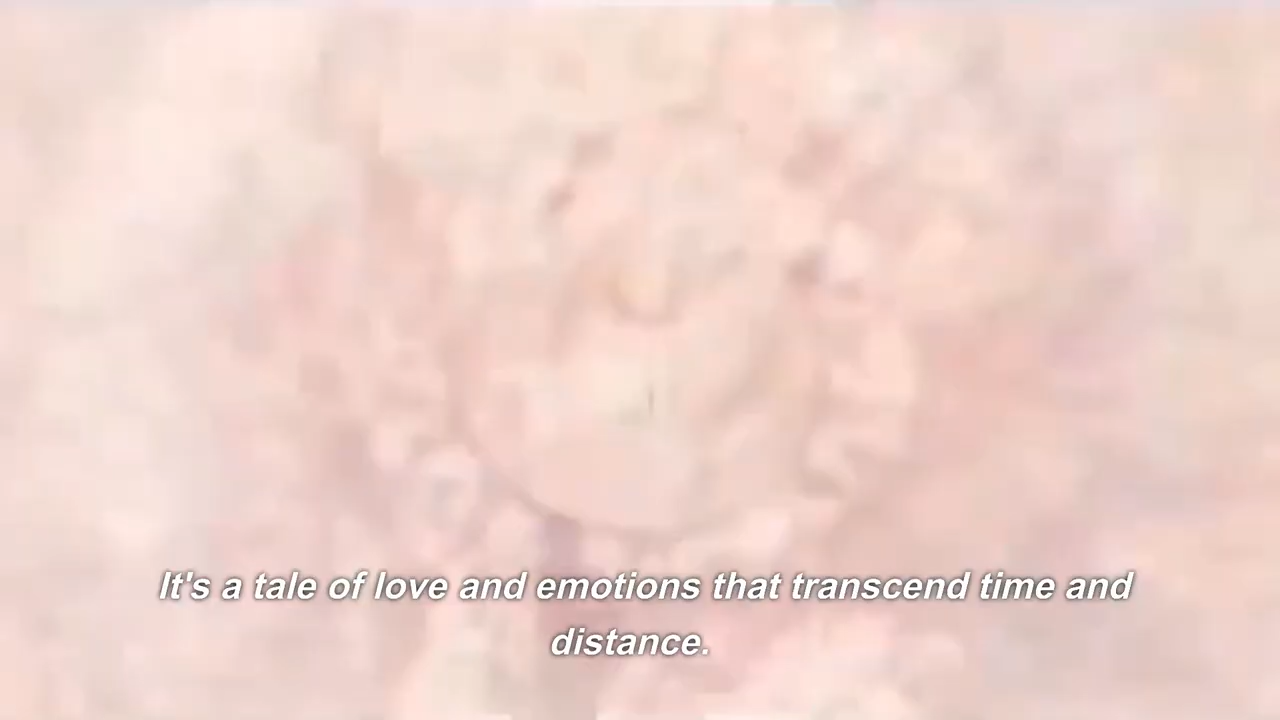 It's a tale of love and emotions that transcend time and
distance.